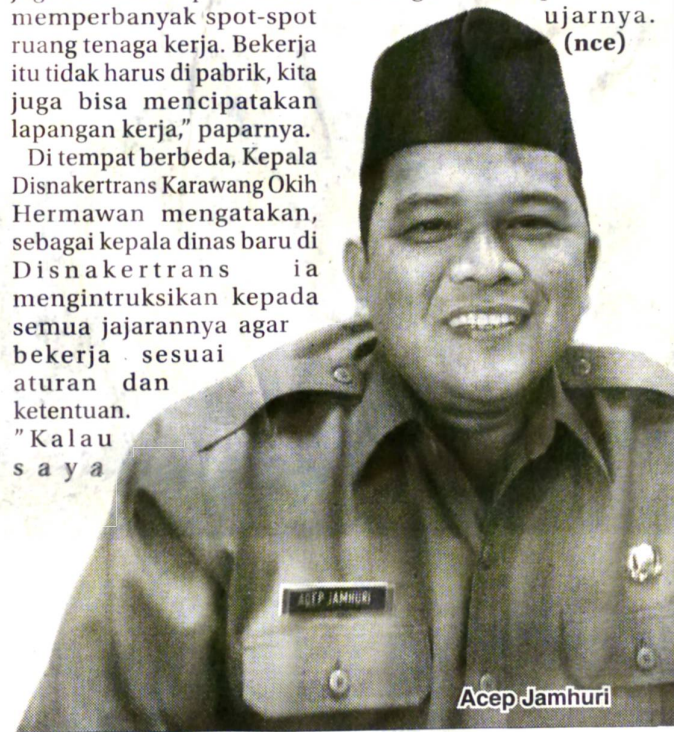 memperbanyak spot-spot
ruang tenaga kerja. Bekerja
itu tidak harus di pabrik, kita
juga bisa mencipatakan
lapangan kerja,” paparnya.
Di tempat berbeda, Kepala
Disnakertrans Karawang Okih
Hermawan mengatakan,
sebagai kepala dinas baru di
Disnakertrans ia
mengintruksikan kepada
semua jajarannya agar
bekerja sesuai
aturan dan
ketentuan.
”Kalau
saya
ujarnya.
(nce)
ACEP JAMHURI
Acep Jamhuri